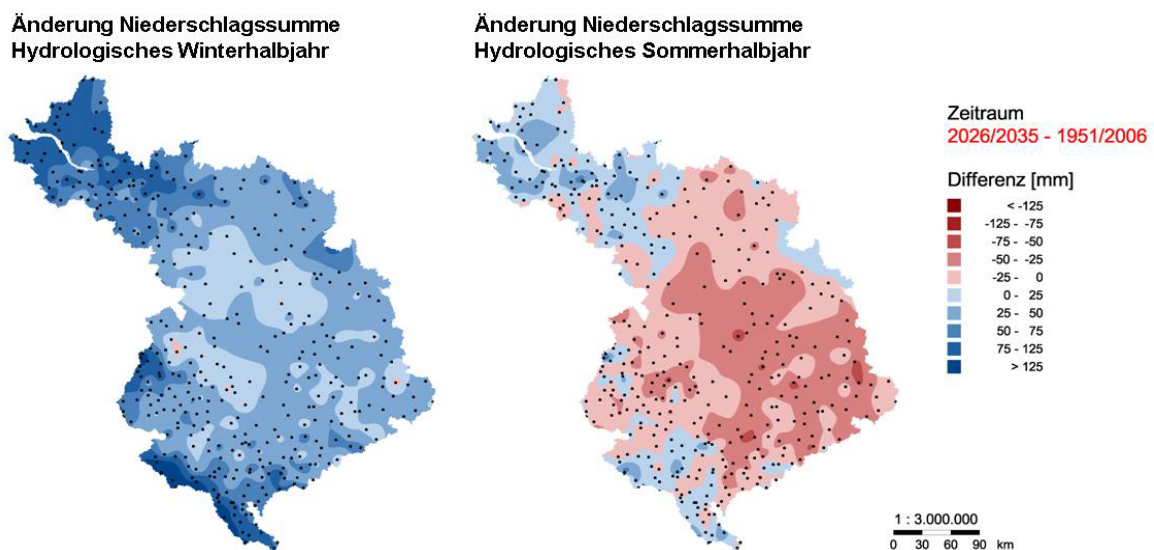 Änderung Niederschlagssumme
Hydrologisches Winterhalbjahr
Änderung Niederschlagssumme
Hydrologisches Sommerhalbjahr
Zeitraum
2026/2035 - 1951/2006
Differenz [mm]
< -125
-125 - -75
-75 - -50
-50 - -25
-25 - 0
0 - 25
25 - 50
50 - 75
75 - 125
> 125
1 : 3.000.000
0 30 60 90 km